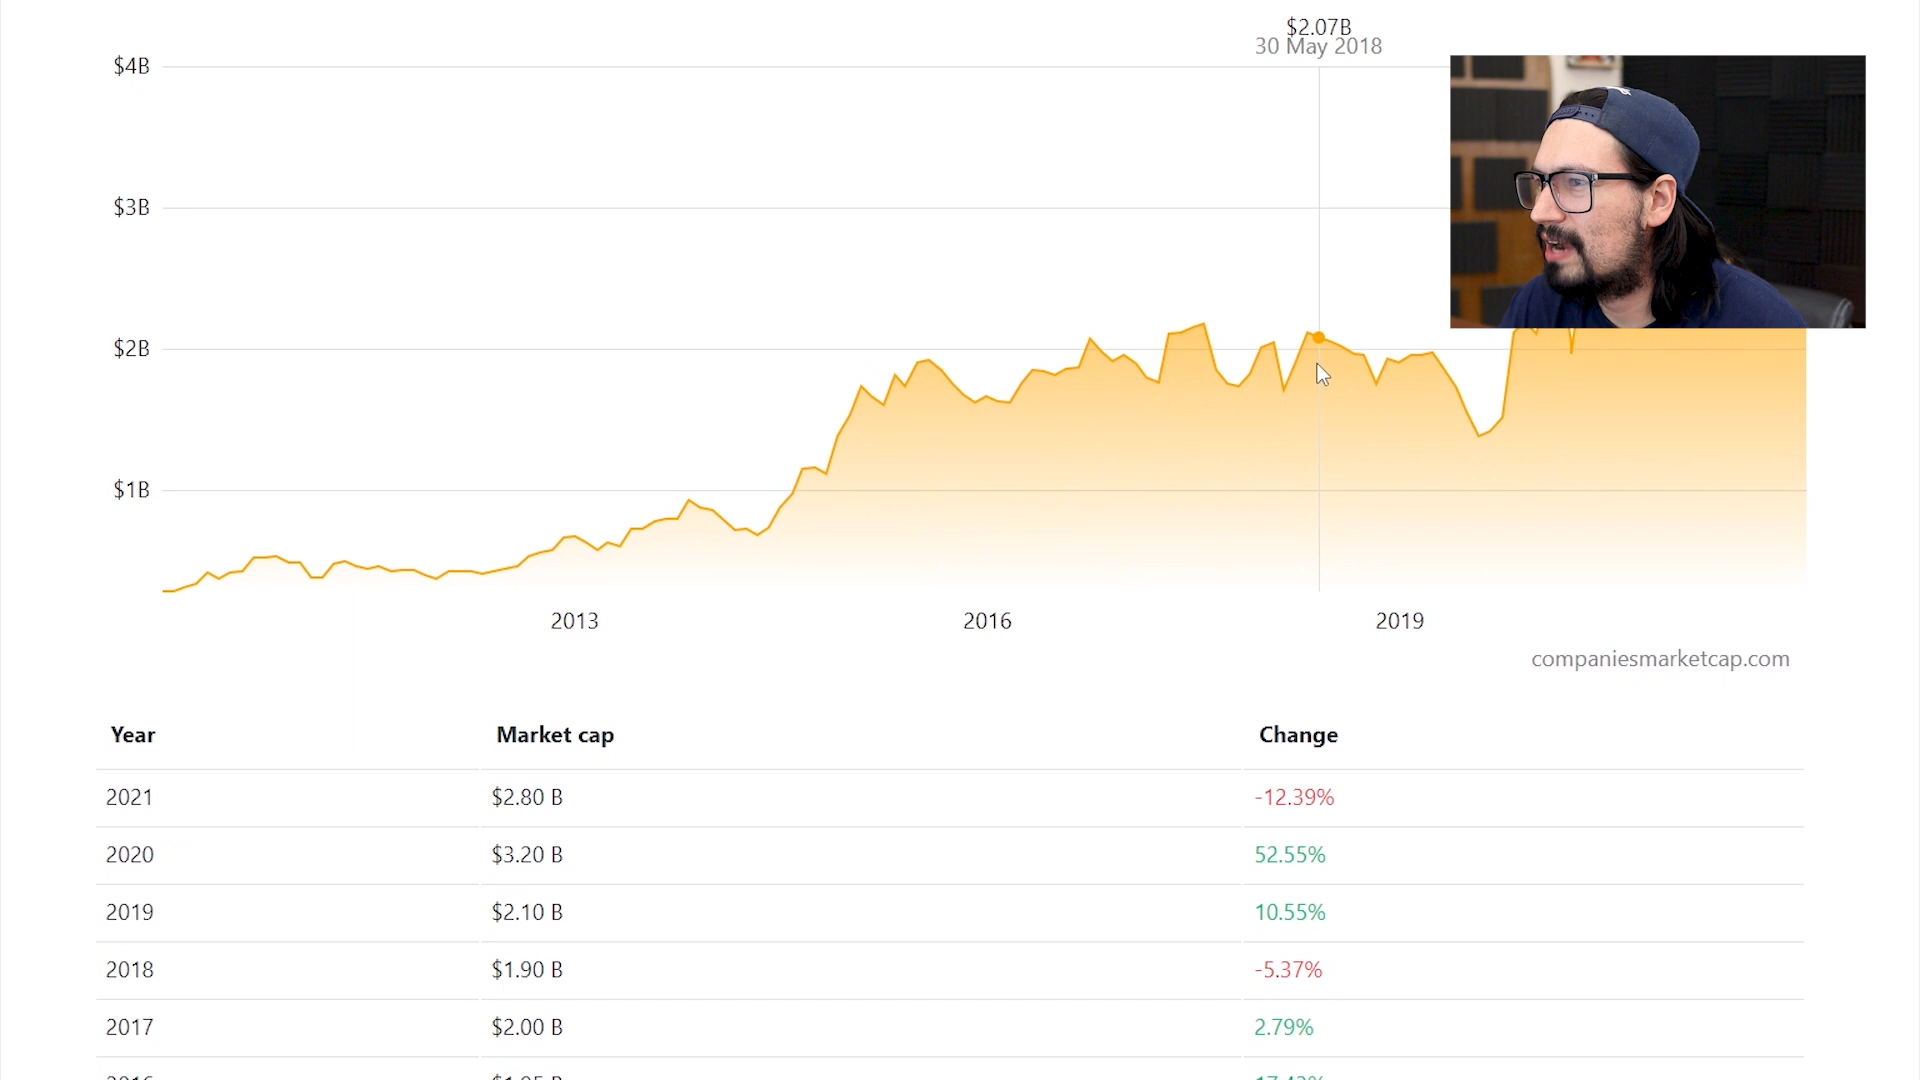 $2.07B
30 May 2018
$4B
$3B
$2B
$1B
2013 2016 2019
companiesmarketcap.com
Year Market cap Change
2021 $2.80 B -12.39%
2020 $3.20 B 52.55%
2019 $2.10 B 10.55%
2018 $1.90 B -5.37%
2017 $2.00 B 2.79%